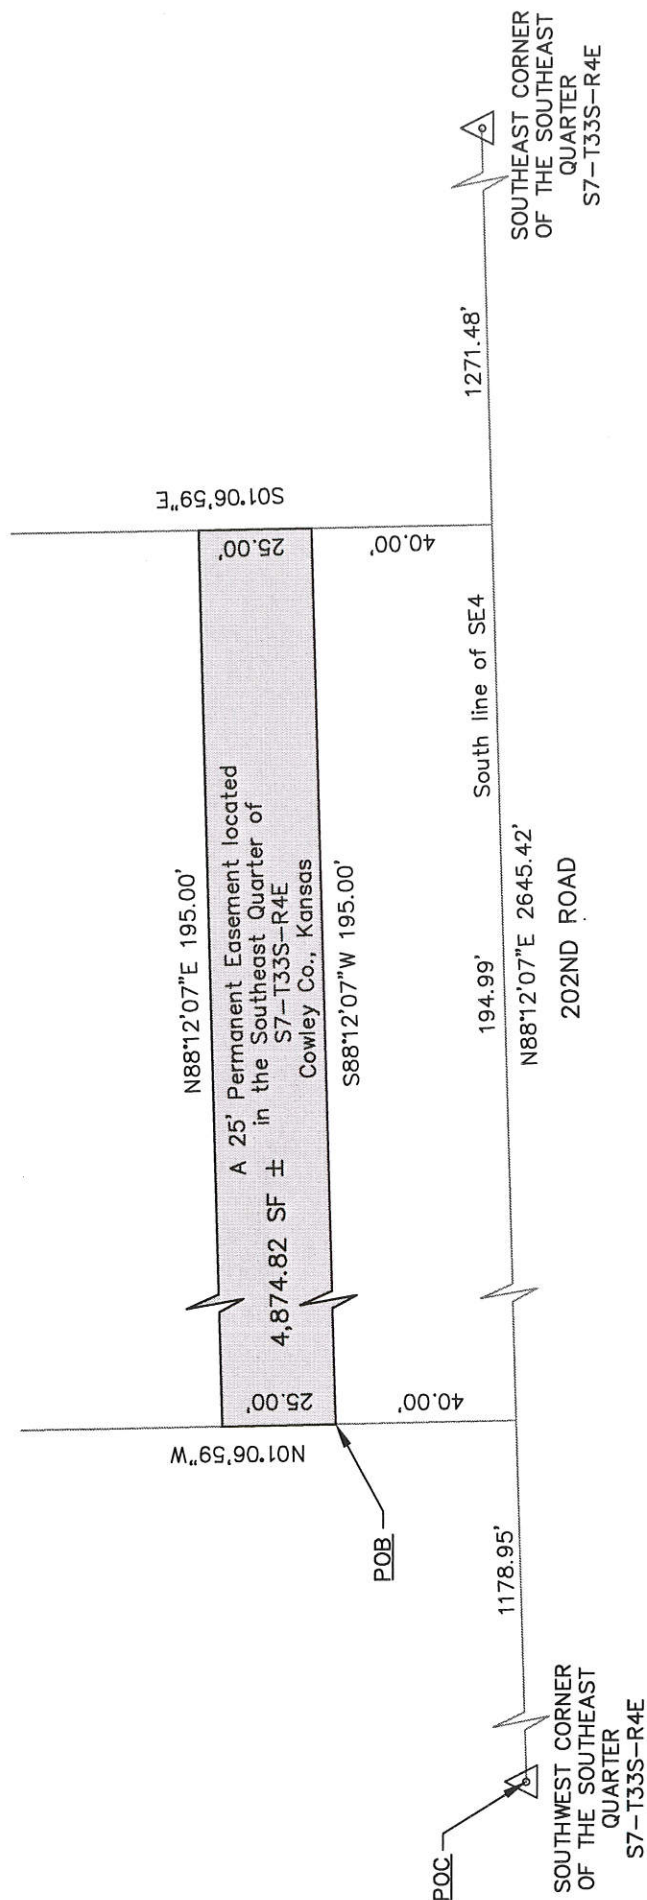 N88°12'07"E 195.00'
A 25' Permanent Easement located
in the Southeast Quarter of
S7-T33S-R4E
Cowley Co., Kansas
4,874.82 SF ±
S88°12'07"W 195.00'
N01°06'59"W
25.00'
40.00'
S01°06'59"E
25.00'
40.00'
POB
POC
1178.95'
194.99'
South line of SE4
1271.48'
N88°12'07"E 2645.42'
202ND ROAD
SOUTHWEST CORNER
OF THE SOUTHEAST
QUARTER
S7-T33S-R4E
SOUTHEAST CORNER
OF THE SOUTHEAST
QUARTER
S7-T33S-R4E